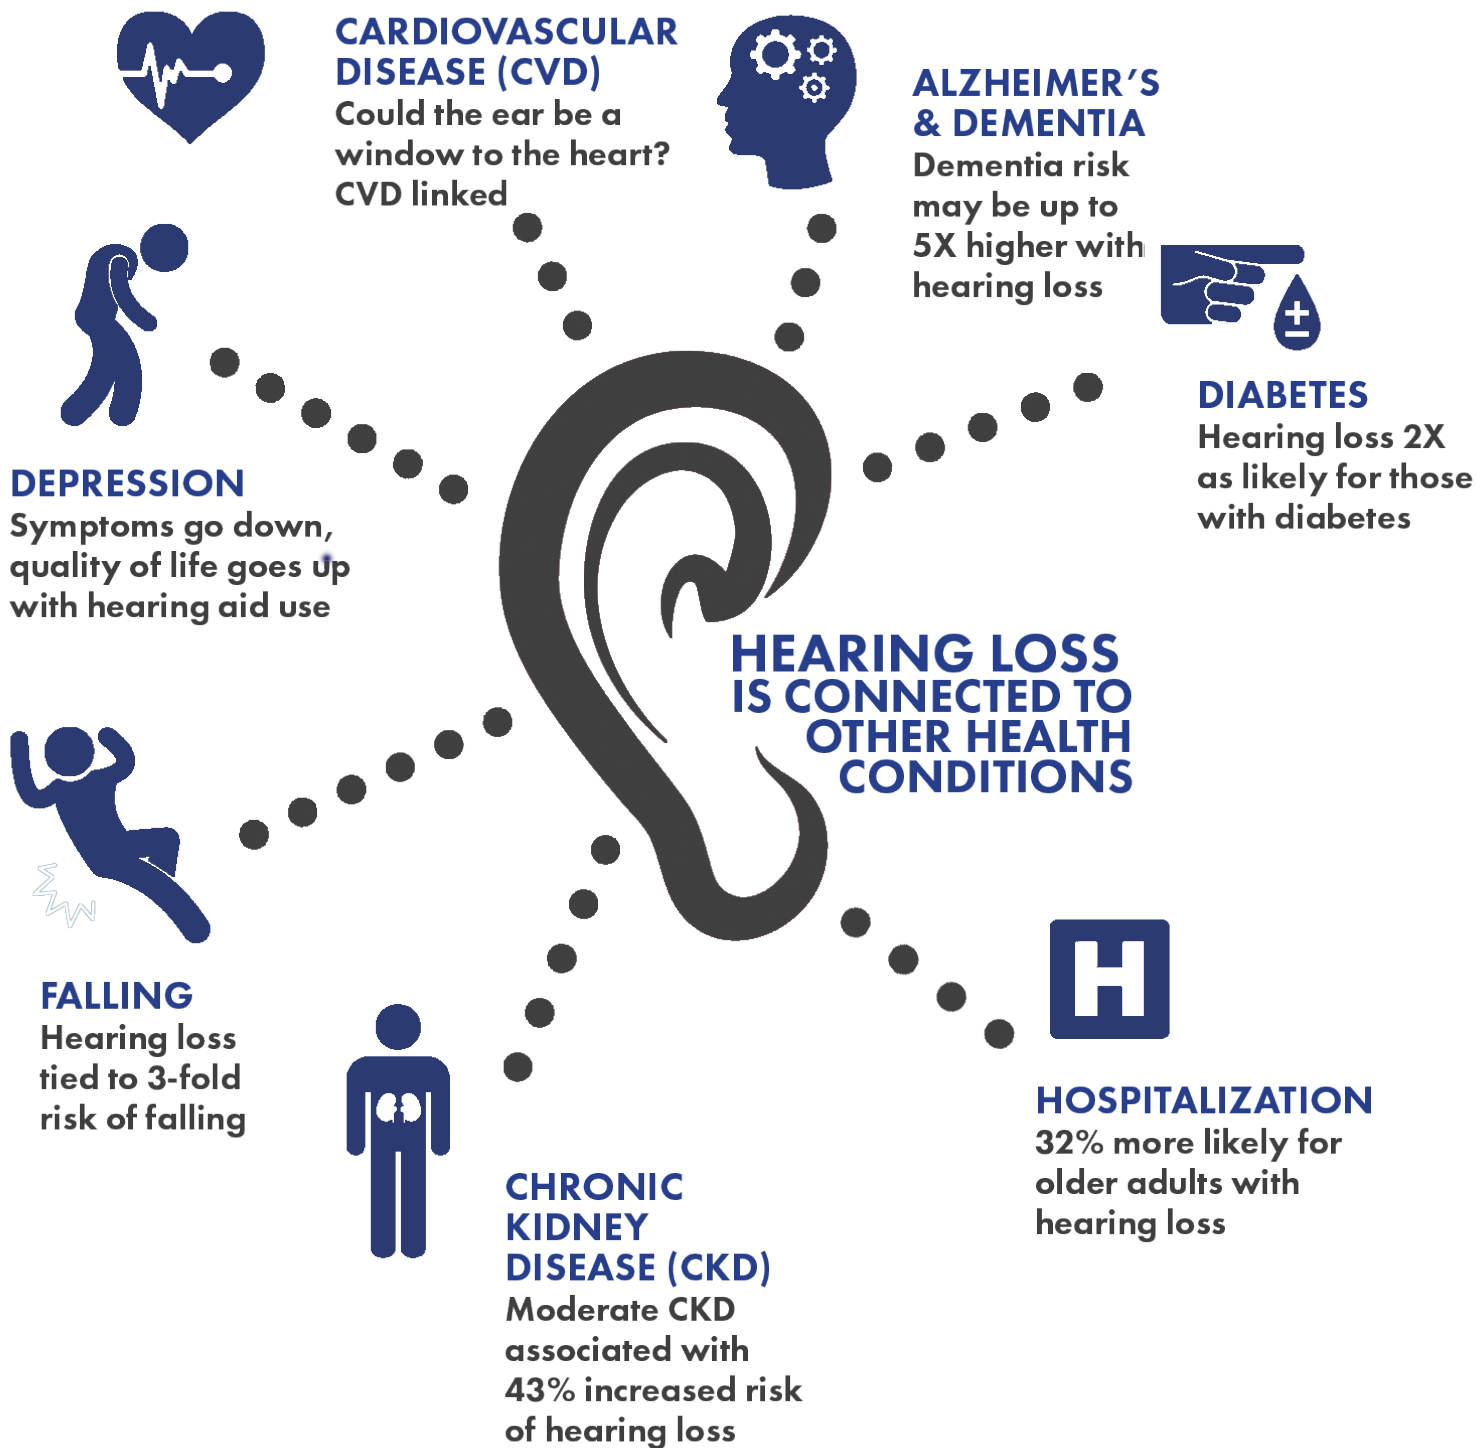 CARDIOVASCULAR
DISEASE (CVD)
Could the ear be a
window to the heart?
CVD linked
ALZHEIMER’S
& DEMENTIA
Dementia risk
may be up to
5X higher with
hearing loss
DIABETES
Hearing loss 2X
as likely for those
with diabetes
DEPRESSION
Symptoms go down,
quality of life goes up
with hearing aid use
HEARING LOSS
IS CONNECTED TO
OTHER HEALTH
CONDITIONS
FALLING
Hearing loss
tied to 3-fold
risk of falling
H
HOSPITALIZATION
32% more likely for
older adults with
hearing loss
CHRONIC
KIDNEY
DISEASE (CKD)
Moderate CKD
associated with
43% increased risk
of hearing loss